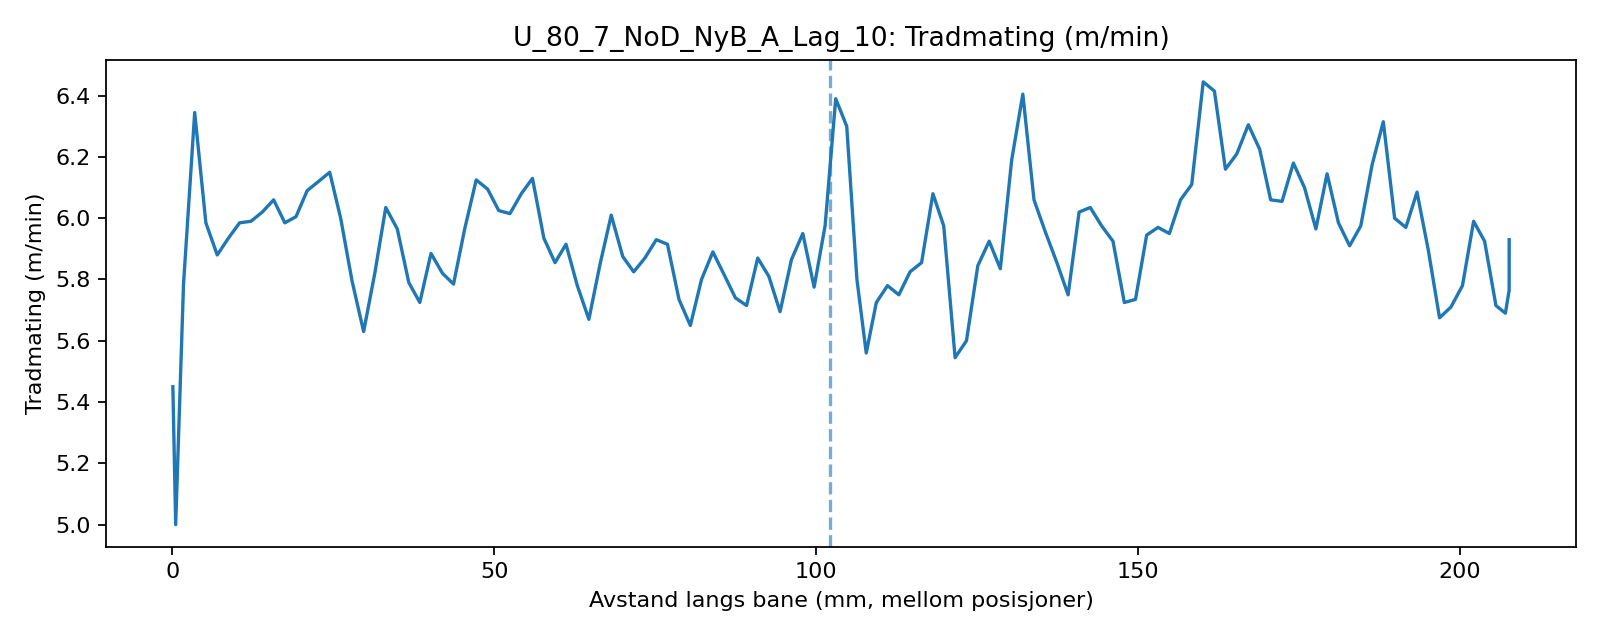 U_80_7_NoD_NyB_A_Lag_10: Tradmating (m/min)
Tradmating (m/min)
6.4
6.2
6.0
5.8
5.6
5.4
5.2
5.0
0 50 100 150 200
Avstand langs bane (mm, mellom posisjoner)